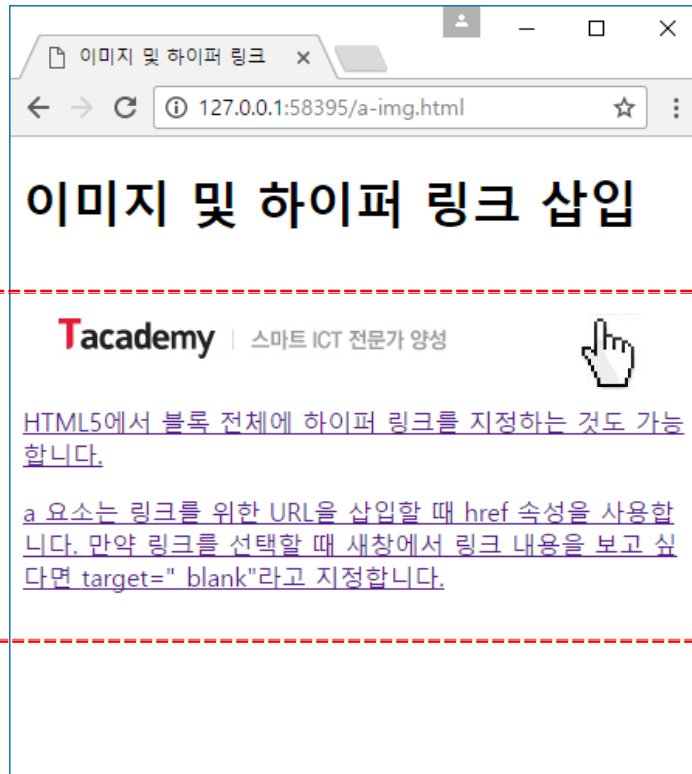 이미지 및 하이퍼 링크
127.0.0.1:58395/a-img.html
이미지 및 하이퍼 링크 삽입
Tacademy | 스마트 ICT 전문가 양성
HTML5에서 블록 전체에 하이퍼 링크를 지정하는 것도 가능
합니다.
a 요소는 링크를 위한 URL을 삽입할 때 href 속성을 사용합
니다. 만약 링크를 선택할 때 새창에서 링크 내용을 보고 싶
다면 target="_blank"라고 지정합니다.